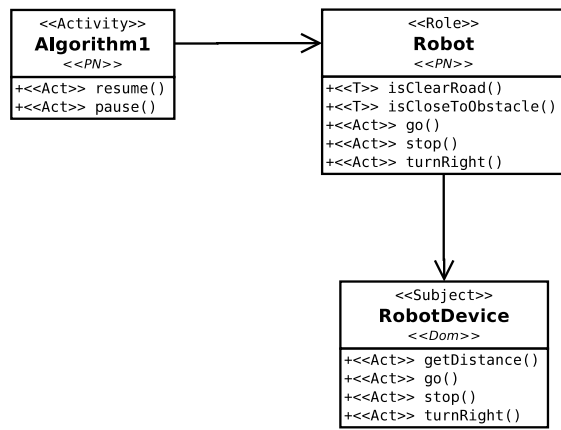 <<Activity>>
Algorithm1
<<PN>>
+<<Act>> resume()
+<<Act>> pause()
<<Role>>
Robot
<<PN>>
+<<T>> isClearRoad()
+<<T>> isCloseToObstacle()
+<<Act>> go()
+<<Act>> stop()
+<<Act>> turnRight()
<<Subject>>
RobotDevice
<<Dom>>
+<<Act>> getDistance()
+<<Act>> go()
+<<Act>> stop()
+<<Act>> turnRight()